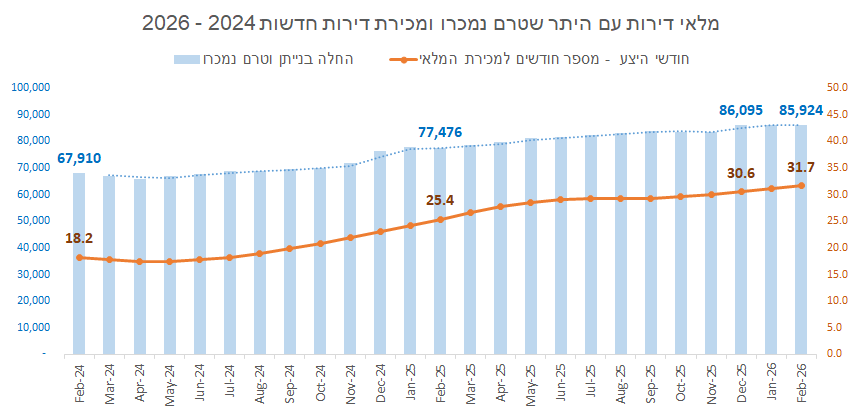 מלאי דירות עם היתר שטרם נמכרו ומכירת דירות חדשות 2024 - 2026
החלה בנייתן וטרם נמכרו
חודשי היצע - מספר חודשים למכירת המלאי
100,000
90,000
80,000
70,000
60,000
50,000
40,000
30,000
20,000
10,000
-
67,910
77,476
86,095
85,924
18.2
25.4
30.6
31.7
50.0
45.0
40.0
35.0
30.0
25.0
20.0
15.0
10.0
5.0
0.0
Feb-24
Mar-24
Apr-24
May-24
Jun-24
Jul-24
Aug-24
Sep-24
Oct-24
Nov-24
Dec-24
Jan-25
Feb-25
Mar-25
Apr-25
May-25
Jun-25
Jul-25
Aug-25
Sep-25
Oct-25
Nov-25
Dec-25
Jan-26
Feb-26